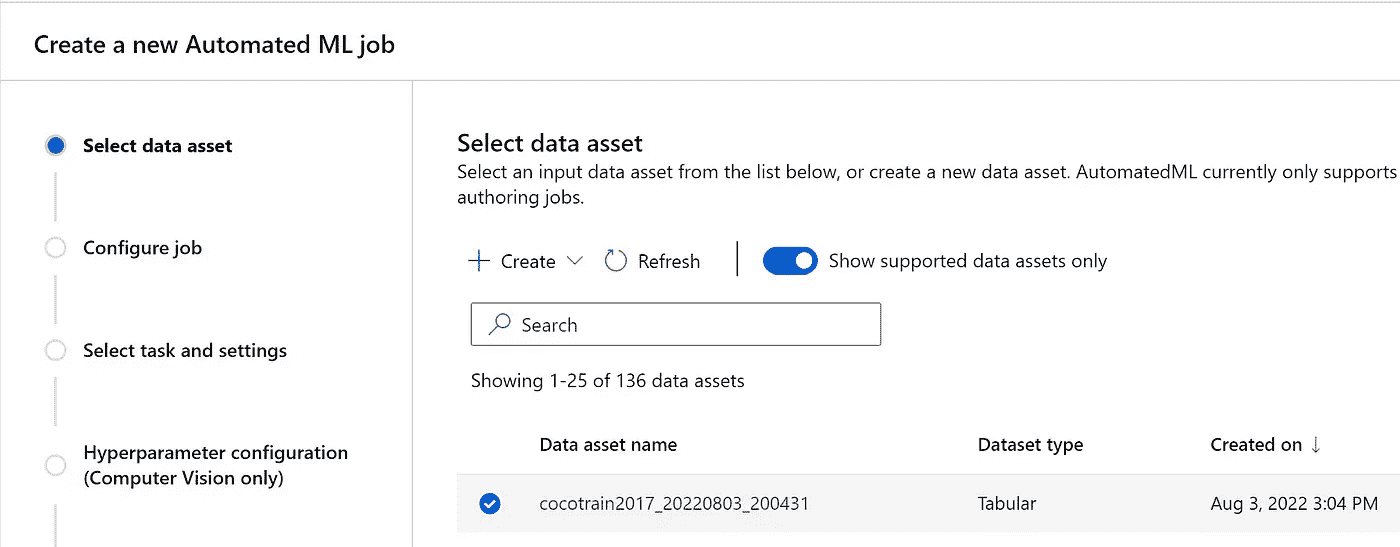 Create a new Automated ML job
Select data asset
Configure job
Select task and settings
Hyperparameter configuration
(Computer Vision only)
Select data asset
Select an input data asset from the list below, or create a new data asset. AutomatedML currently only supports
authoring jobs.
Create
Refresh
Show supported data assets only
Search
Showing 1-25 of 136 data assets
Data asset name Dataset type Created on ↓
cocotrain2017_20220803_200431 Tabular Aug 3, 2022 3:04 PM